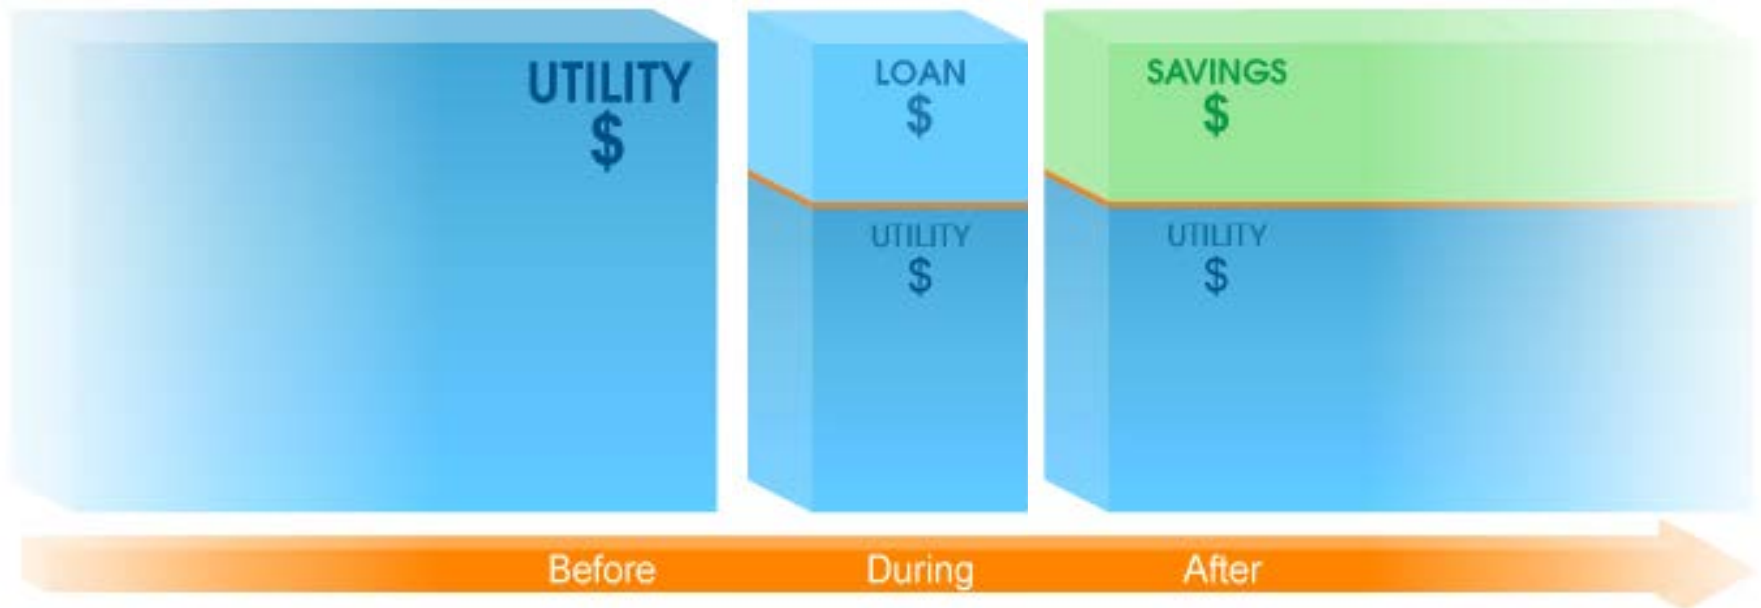 UTILITY
$
LOAN
$
UTILITY
$
SAVINGS
$
UTILITY
$
Before
During
After